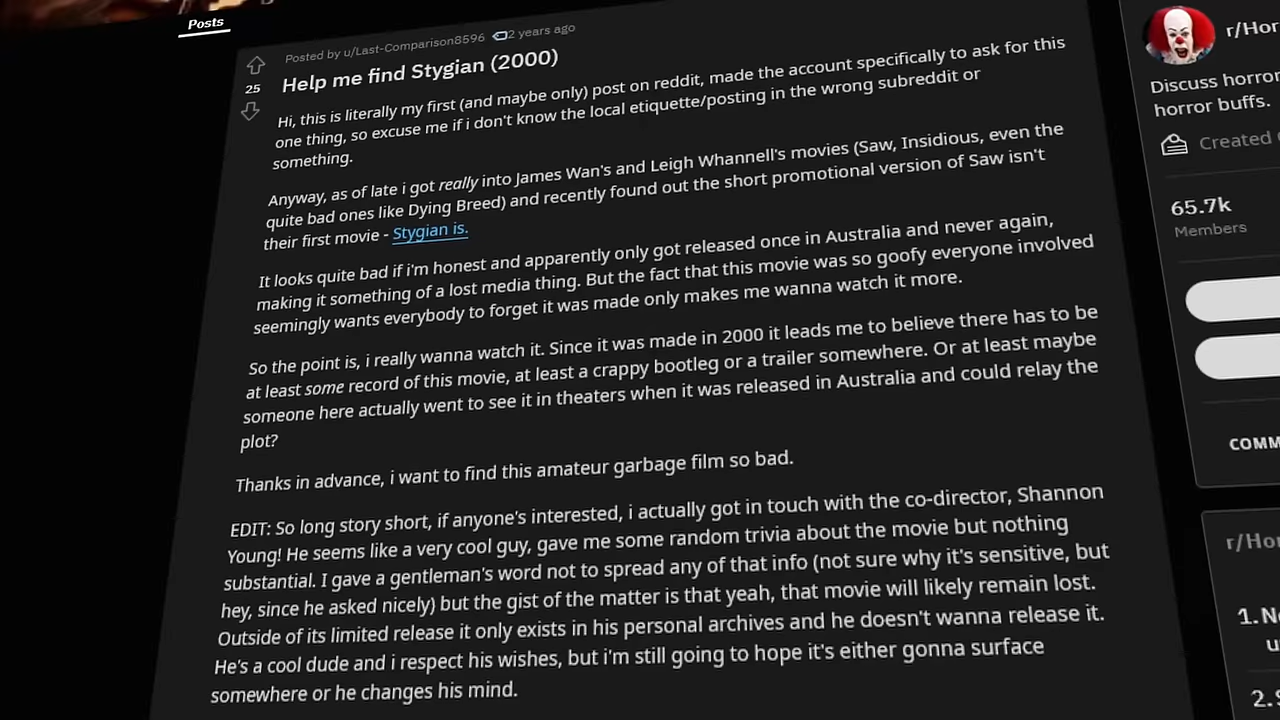 Posts
Posted by u/Last-Comparison8596 2 years ago
25
Help me find Stygian (2000)
Hi, this is literally my first (and maybe only) post on reddit, made the account specifically to ask for this
one thing, so excuse me if i don't know the local etiquette/posting in the wrong subreddit or
something.
Anyway, as of late i got really into James Wan's and Leigh Whannell's movies (Saw, Insidious, even the
quite bad ones like Dying Breed) and recently found out the short promotional version of Saw isn't
their first movie - Stygian is.
It looks quite bad if i'm honest and apparently only got released once in Australia and never again,
making it something of a lost media thing. But the fact that this movie was so goofy everyone involved
seemingly wants everybody to forget it was made only makes me wanna watch it more.
So the point is, i really wanna watch it. Since it was made in 2000 it leads me to believe there has to be
at least some record of this movie, at least a crappy bootleg or a trailer somewhere. Or at least maybe
someone here actually went to see it in theaters when it was released in Australia and could relay the
plot?
Thanks in advance, i want to find this amateur garbage film so bad.
EDIT: So long story short, if anyone's interested, i actually got in touch with the co-director, Shannon
Young! He seems like a very cool guy, gave me some random trivia about the movie but nothing
substantial. I gave a gentleman's word not to spread any of that info (not sure why it's sensitive, but
hey, since he asked nicely) but the gist of the matter is that yeah, that movie will likely remain lost.
Outside of its limited release it only exists in his personal archives and he doesn't wanna release it.
He's a cool dude and i respect his wishes, but i'm still going to hope it's either gonna surface
somewhere or he changes his mind.
r/Hor
Discuss horror
horror buffs.
Created
65.7k
Members
COMM
r/Hor
1. N
u
2. S